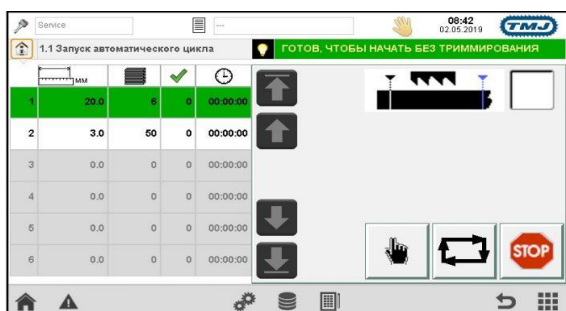 Service
---
08:42
02.05.2019
TMJ
1.1 Запуск автоматического цикла
ГОТОВ, ЧТОБЫ НАЧАТЬ БЕЗ ТРИММИРОВАНИЯ
мм
1 20.0 6 0 00:00:00
2 3.0 50 0 00:00:00
3 0.0 0 0 00:00:00
4 0.0 0 0 00:00:00
5 0.0 0 0 00:00:00
6 0.0 0 0 00:00:00
STOP